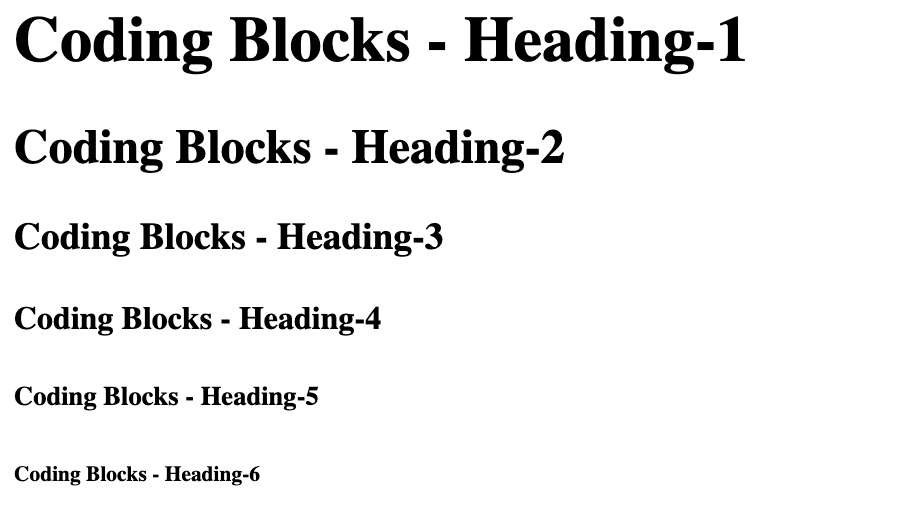 Coding Blocks - Heading-1
Coding Blocks - Heading-2
Coding Blocks - Heading-3
Coding Blocks - Heading-4
Coding Blocks - Heading-5
Coding Blocks - Heading-6